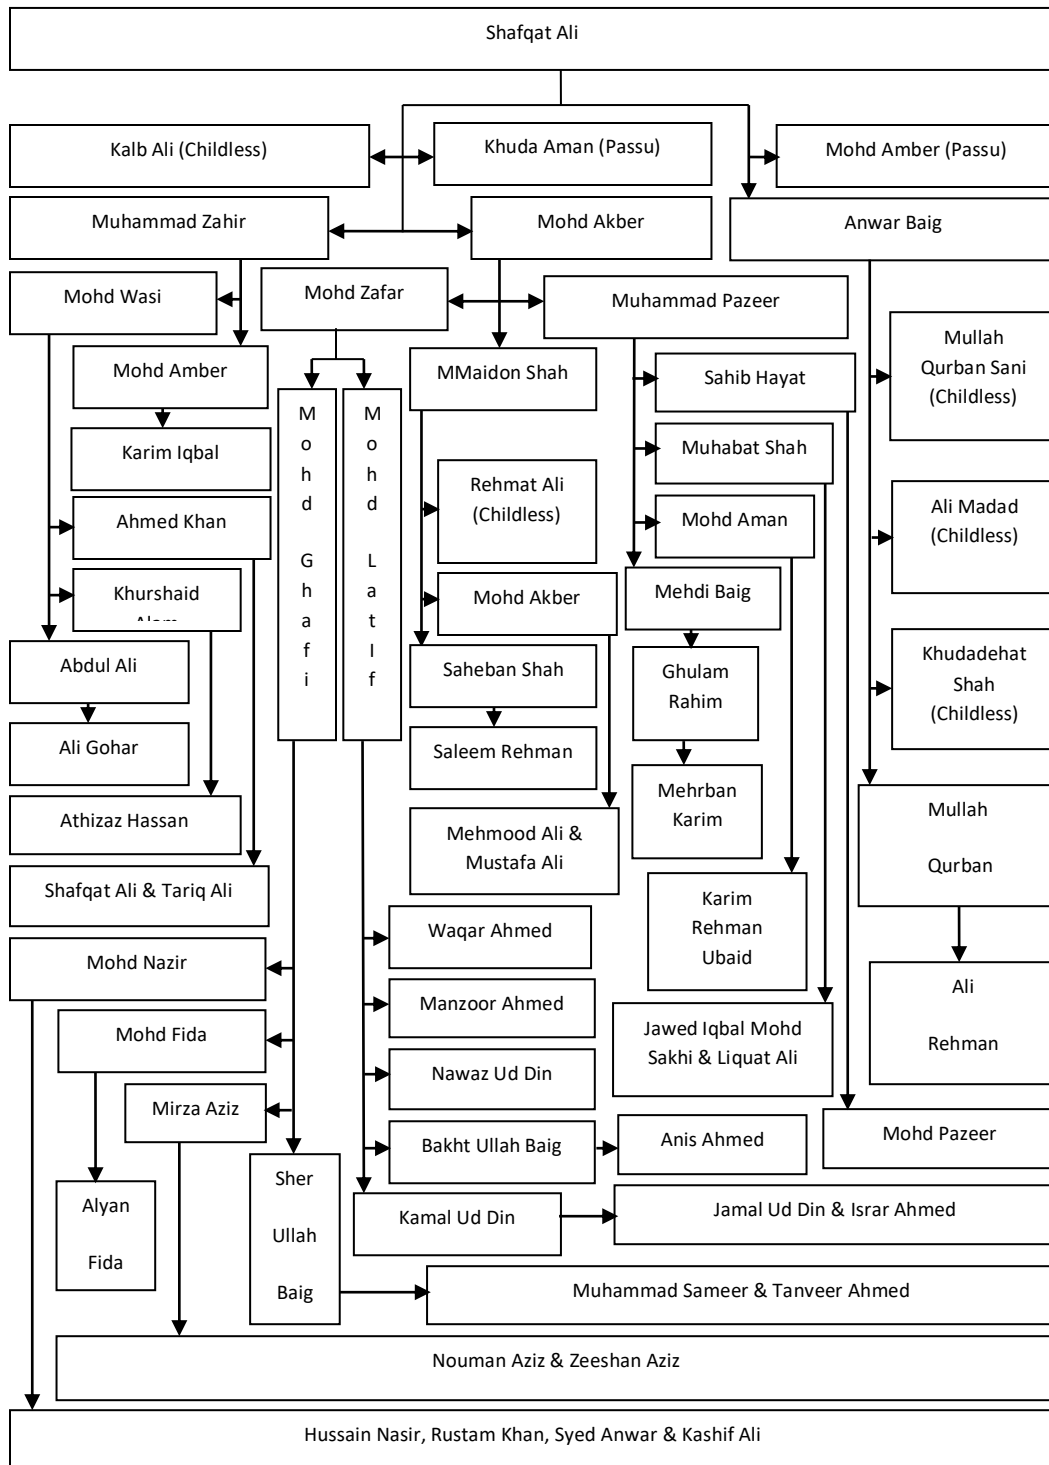 Shafqat Ali
Kalb Ali (Childless)
Khuda Aman (Passu)
Mohd Amber (Passu)
Muhammad Zahir
Mohd Akber
Anwar Baig
Mohd Wasi
Mohd Zafar
Muhammad Pazeer
Mohd Amber
MMaidon Shah
Sahib Hayat
Mullah
Qurban Sani
(Childless)
Karim Iqbal
Mohd Ghafi
Mohd LatIf
Muhabat Shah
Rehmat Ali
(Childless)
Ahmed Khan
Mohd Aman
Ali Madad
(Childless)
Khurshaid
Mohd Akber
Mehdi Baig
Abdul Ali
Saheban Shah
Ghulam
Rahim
Khudadehat
Shah
(Childless)
Ali Gohar
Saleem Rehman
Mehrban
Karim
Athizaz Hassan
Mehmood Ali &
Mustafa Ali
Mullah
Qurban
Shafqat Ali & Tariq Ali
Karim
Rehman
Ubaid
Waqar Ahmed
Mohd Nazir
Manzoor Ahmed
Ali
Rehman
Mohd Fida
Jawed Iqbal Mohd
Sakhi & Liquat Ali
Nawaz Ud Din
Mirza Aziz
Bakht Ullah Baig
Anis Ahmed
Mohd Pazeer
Alyan
Fida
Sher
Ullah
Baig
Kamal Ud Din
Jamal Ud Din & Israr Ahmed
Muhammad Sameer & Tanveer Ahmed
Nouman Aziz & Zeeshan Aziz
Hussain Nasir, Rustam Khan, Syed Anwar & Kashif Ali